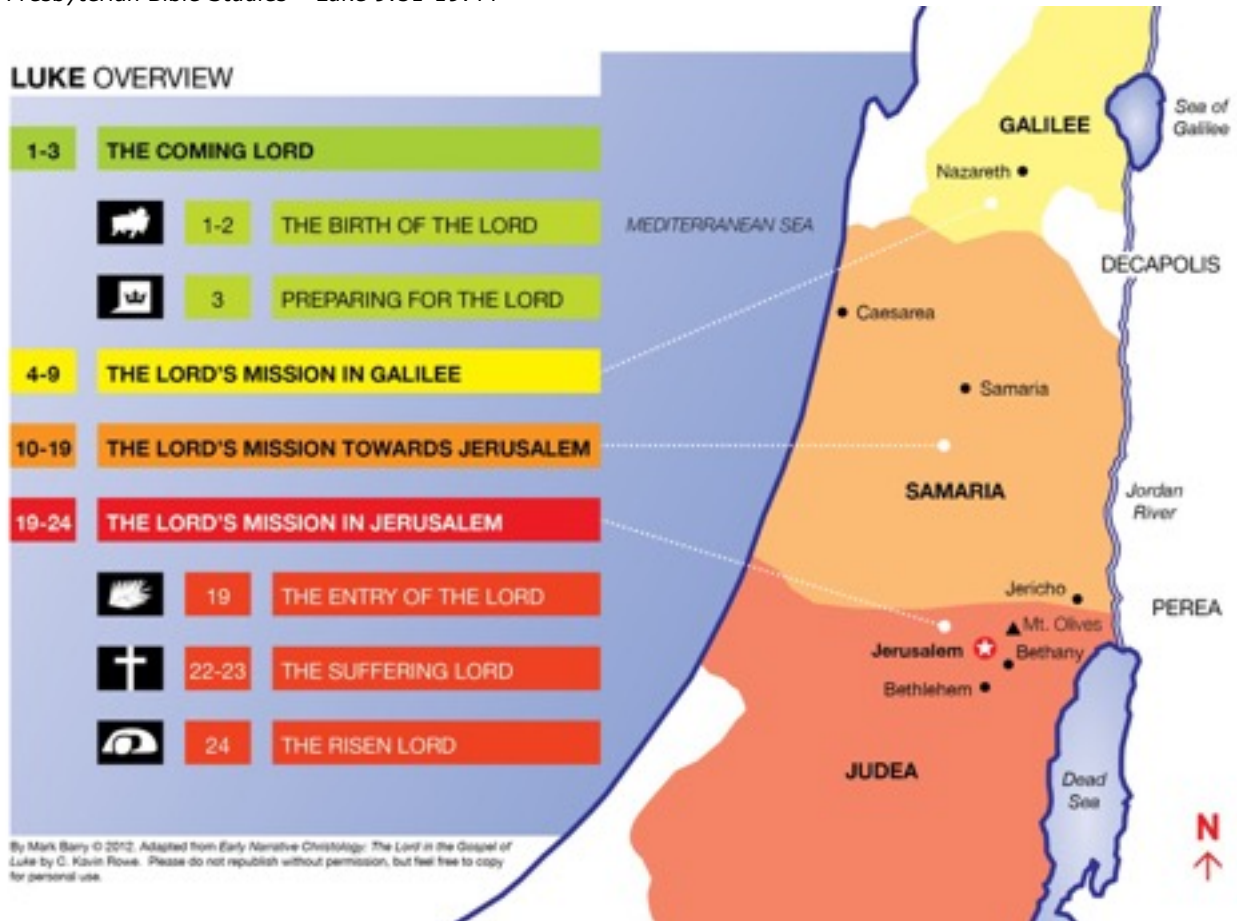 Presbyterian Bible Studies – Luke 9:51-19:44
LUKE OVERVIEW
1-3 THE COMING LORD
1-2 THE BIRTH OF THE LORD
3 PREPARING FOR THE LORD
4-9 THE LORD'S MISSION IN GALILEE
10-19 THE LORD'S MISSION TOWARDS JERUSALEM
19-24 THE LORD'S MISSION IN JERUSALEM
19 THE ENTRY OF THE LORD
22-23 THE SUFFERING LORD
24 THE RISEN LORD
By Mark Barry © 2012. Adapted from Early Narrative Christology: The Lord in the Gospel of
Luke by C. Kavin Rowe. Please do not republish without permission, but feel free to copy
for personal use.
MEDITERRANEAN SEA
GALILEE
Sea of
Galilee
Nazareth
DECAPOLIS
Caesarea
Samaria
SAMARIA
Jordan
River
Jericho
PEREA
Mt. Olives
Jerusalem
Bethany
Bethlehem
JUDEA
Dead
Sea
N